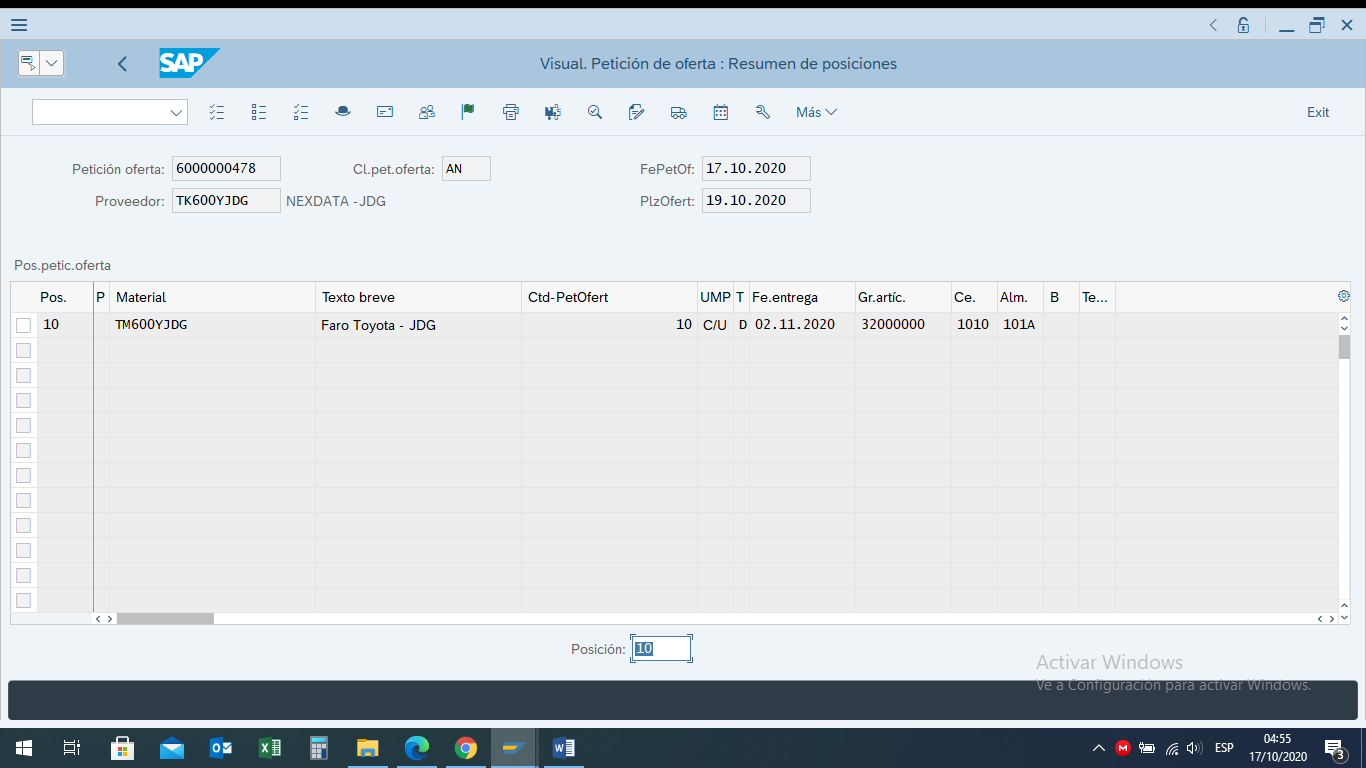 SAP
Visual. Petición de oferta : Resumen de posiciones
Más
Exit
Petición oferta: 6000000478 Cl.pet.oferta: AN FePetOf: 17.10.2020
Proveedor: TK600YJDG NEXDATA -JDG PlzOfert: 19.10.2020
Pos.petic.oferta
Pos. P Material Texto breve Ctd-PetOfert UMP T Fe.entrega Gr.artíc. Ce. Alm. B Te...
10 TM600YJDG Faro Toyota - JDG 10 C/U D 02.11.2020 32000000 1010 101A
Posición: 10
Activar Windows
Ve a Configuración para activar Windows.
ESP
04:55
17/10/2020
3